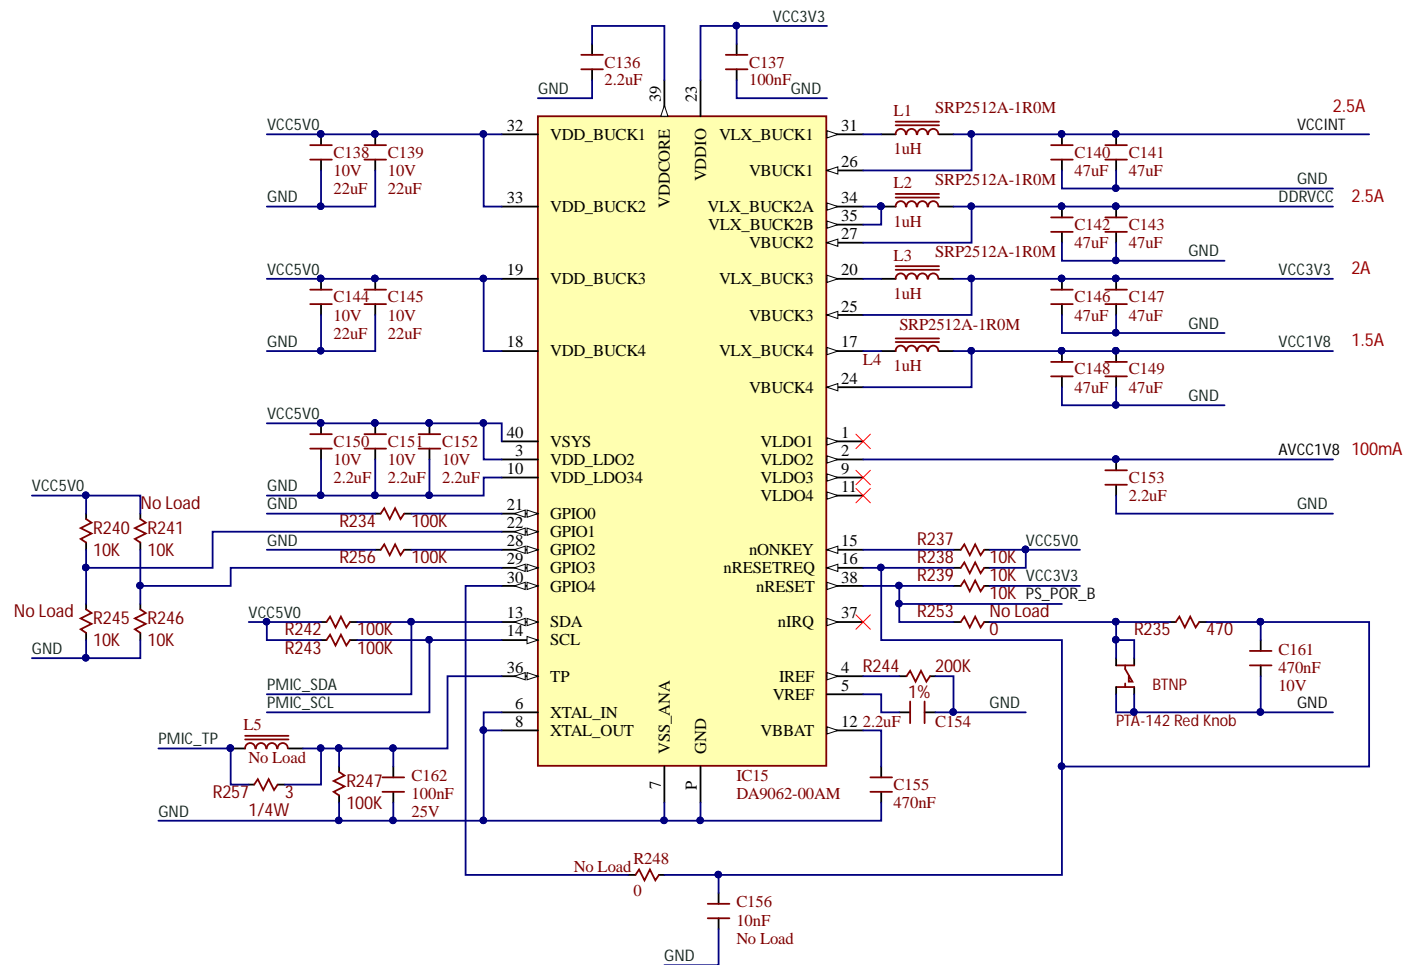 VCC3V3
C136
2.2uF
GND
C137
100nF
GND
39
23
VDDCORE
VDDIO
VCC5V0
C138
10V
22uF
C139
10V
22uF
GND
32
VDD_BUCK1
33
VDD_BUCK2
VCC5V0
C144
10V
22uF
C145
10V
22uF
GND
19
VDD_BUCK3
18
VDD_BUCK4
VCC5V0
C150
10V
2.2uF
C151
10V
2.2uF
C152
10V
2.2uF
GND
40
VSYS
3
VDD_LDO2
10
VDD_LDO34
GND
R234
100K
21
GPIO0
22
GPIO1
GND
R256
100K
28
GPIO2
29
GPIO3
30
GPIO4
VCC5V0
No Load
R240
10K
R241
10K
No Load
R245
10K
R246
10K
GND
VCC5V0
R242
100K
R243
100K
13
SDA
14
SCL
PMIC_SDA
PMIC_SCL
36
TP
6
XTAL_IN
8
XTAL_OUT
L5
PMIC_TP
No Load
R257
3
1/4W
R247
100K
C162
100nF
25V
GND
VSS_ANA
GND
7
P
IC15
DA9062-00AM
VLX_BUCK1
31
L1
SRP2512A-1R0M
1uH
2.5A
VCCINT
VBUCK1
26
C140
47uF
C141
47uF
GND
L2
SRP2512A-1R0M
1uH
VLX_BUCK2A
34
VLX_BUCK2B
35
VBUCK2
27
DDRVCC
2.5A
C142
47uF
C143
47uF
GND
L3
SRP2512A-1R0M
1uH
VLX_BUCK3
20
VBUCK3
25
VCC3V3
2A
C146
47uF
C147
47uF
GND
SRP2512A-1R0M
L4
1uH
VLX_BUCK4
17
VBUCK4
24
VCC1V8
1.5A
C148
47uF
C149
47uF
GND
VLDO1
1
VLDO2
2
VLDO3
9
VLDO4
11
AVCC1V8
100mA
C153
2.2uF
GND
nONKEY
15
nRESETREQ
16
nRESET
38
nIRQ
37
R237
10K
VCC5V0
R238
10K
R239
10K
VCC3V3
PS_POR_B
R253
No Load
0
R235
470
C161
470nF
10V
BTNP
PTA-142 Red Knob
GND
IREF
4
R244
200K
1%
VREF
5
2.2uF
C154
GND
VBBAT
12
C155
470nF
No Load
R248
0
C156
10nF
No Load
GND